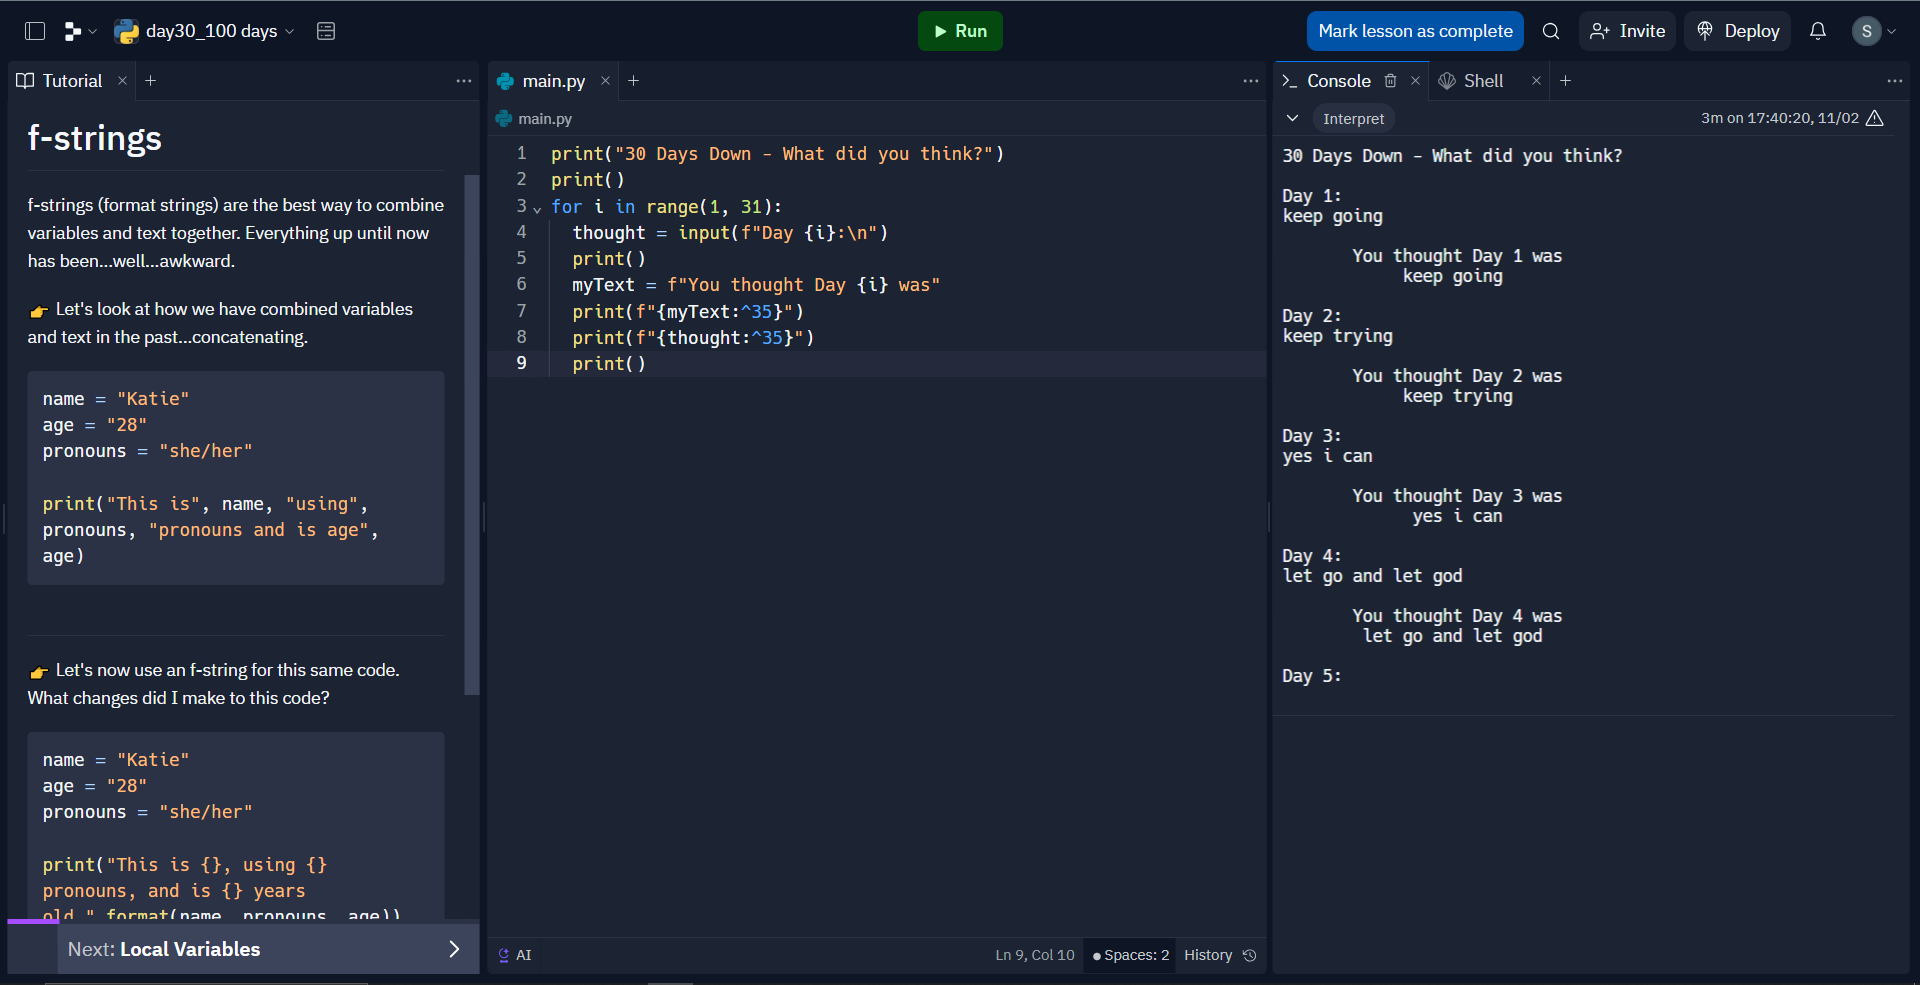 day30_100 days
Run
Mark lesson as complete
Invite
Deploy
S
Tutorial
f-strings
f-strings (format strings) are the best way to combine
variables and text together. Everything up until now
has been...well...awkward.
👉 Let's look at how we have combined variables
and text in the past...concatenating.
name = "Katie"
age = "28"
pronouns = "she/her"
print("This is", name, "using",
pronouns, "pronouns and is age",
age)
👉 Let's now use an f-string for this same code.
What changes did I make to this code?
name = "Katie"
age = "28"
pronouns = "she/her"
print("This is {}, using {}
pronouns, and is {} years
old.".format(name, pronouns, age))
Next: Local Variables
main.py
main.py
1 print("30 Days Down - What did you think?")
2 print()
3 for i in range(1, 31):
4 thought = input(f"Day {i}:\n")
5 print()
6 myText = f"You thought Day {i} was"
7 print(f"{myText:^35}")
8 print(f"{thought:^35}")
9 print()
AI
Ln 9, Col 10
Spaces: 2
History
Console
Shell
Interpret
3m on 17:40:20, 11/02
30 Days Down - What did you think?
Day 1:
keep going
You thought Day 1 was
keep going
Day 2:
keep trying
You thought Day 2 was
keep trying
Day 3:
yes i can
You thought Day 3 was
yes i can
Day 4:
let go and let god
You thought Day 4 was
let go and let god
Day 5: